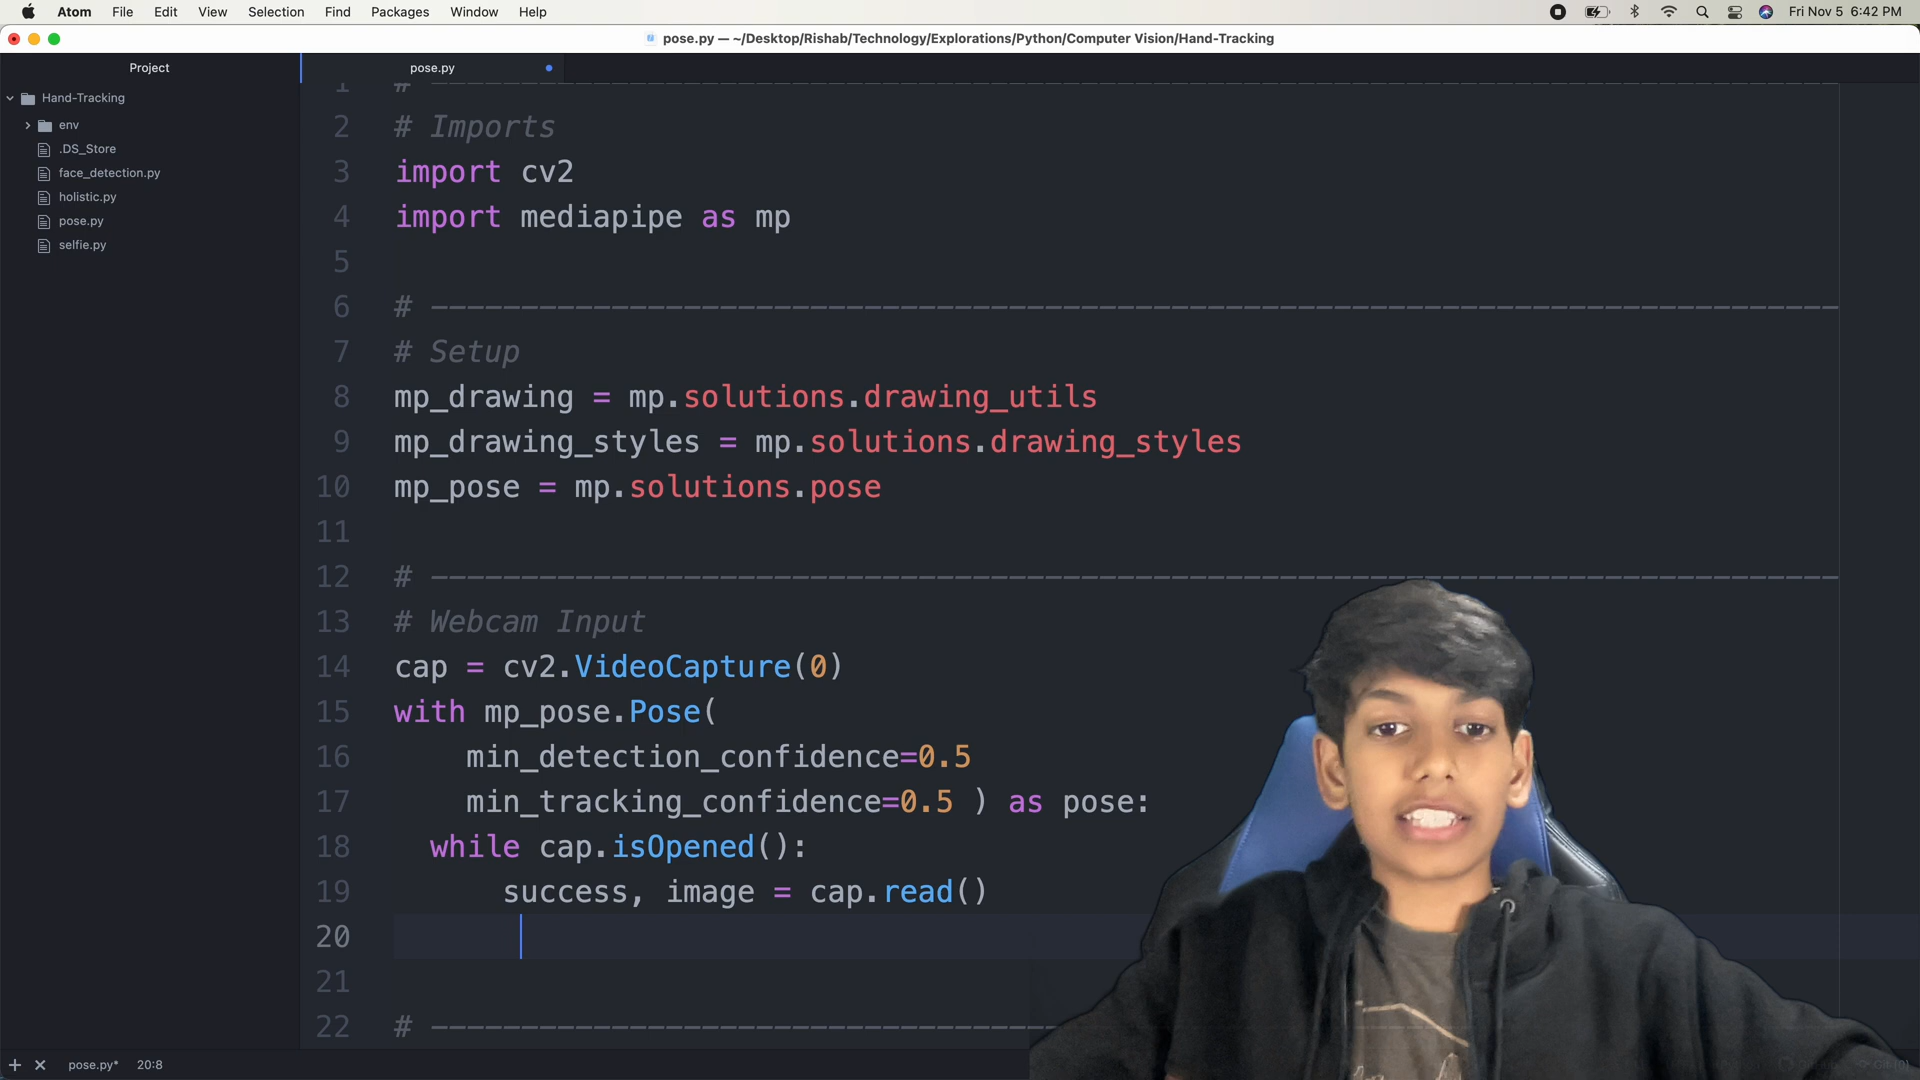 Atom File Edit View Selection Find Packages Window Help Fri Nov 5 6:42 PM
pose.py — ~/Desktop/Rishab/Technology/Explorations/Python/Computer Vision/Hand-Tracking
Project
pose.py
Hand-Tracking
env
.DS_Store
face_detection.py
holistic.py
pose.py
selfie.py
1 # ------------------------------------------------------------------------------
2 # Imports
3 import cv2
4 import mediapipe as mp
5
6 # ------------------------------------------------------------------------------
7 # Setup
8 mp_drawing = mp.solutions.drawing_utils
9 mp_drawing_styles = mp.solutions.drawing_styles
10 mp_pose = mp.solutions.pose
11
12 # ------------------------------------------------------------------------------
13 # Webcam Input
14 cap = cv2.VideoCapture(0)
15 with mp_pose.Pose(
16 min_detection_confidence=0.5
17 min_tracking_confidence=0.5 ) as pose:
18 while cap.isOpened():
19 success, image = cap.read()
20
21
22 # -----------------------------------
pose.py* 20:8